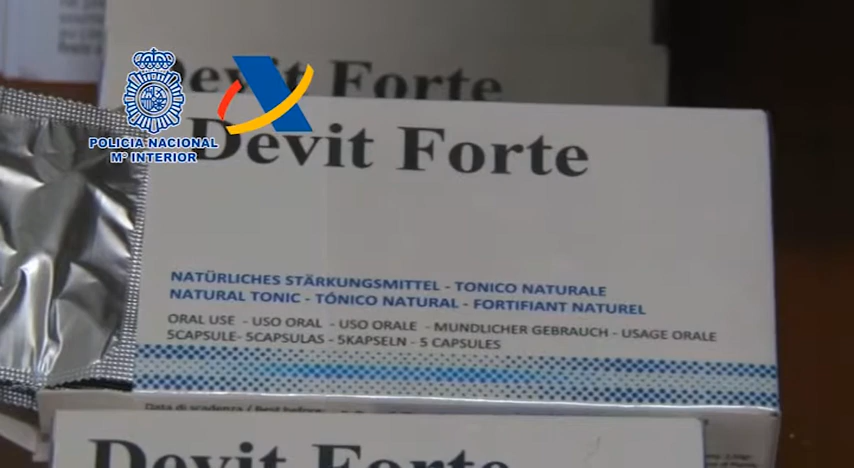 Devit Forte
POLICIA NACIONAL
Mº INTERIOR
Devit Forte
NATÜRLICHES STÄRKUNGSMITTEL - TONICO NATURALE
NATURAL TONIC - TÓNICO NATURAL - FORTIFIANT NATUREL
ORAL USE - USO ORAL - USO ORALE - MUNDLICHER GEBRAUCH - USAGE ORALE
5CAPSULE- 5CAPSULAS - 5KAPSELN - 5 CAPSULES
Data di scadenza / Best before
Devit Forte